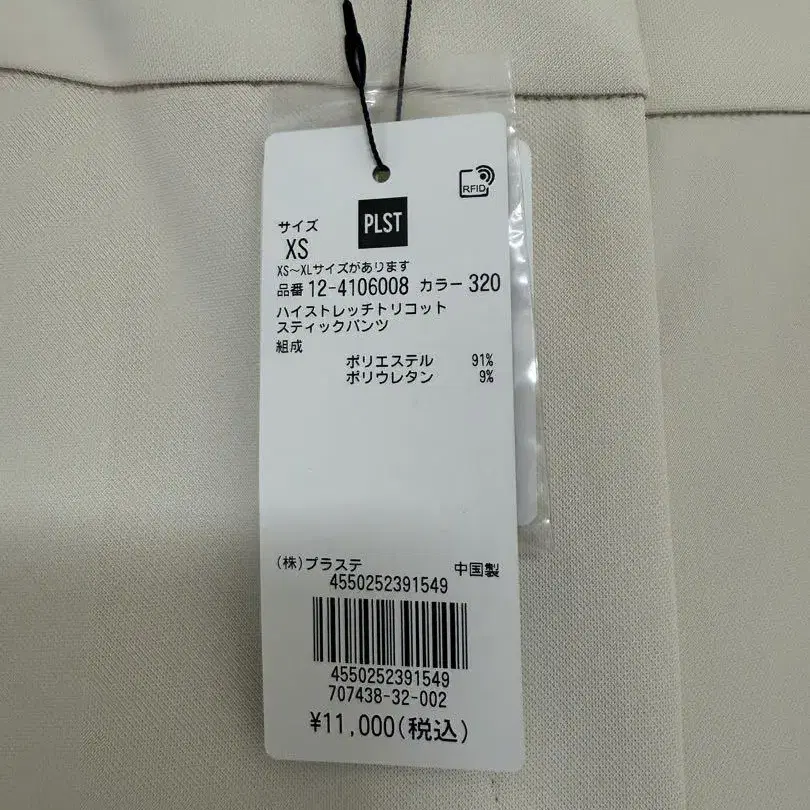 RFID
PLST
サイズ
XS
XS~XLサイズがあります
品番 12-4106008 カラー 320
ハイストレッチトリコット
スティックパンツ
組成
ポリエステル 91%
ポリウレタン 9%
(株)プラステ 中国製
4550252391549
4550252391549
707438-32-002
¥11,000(税込)